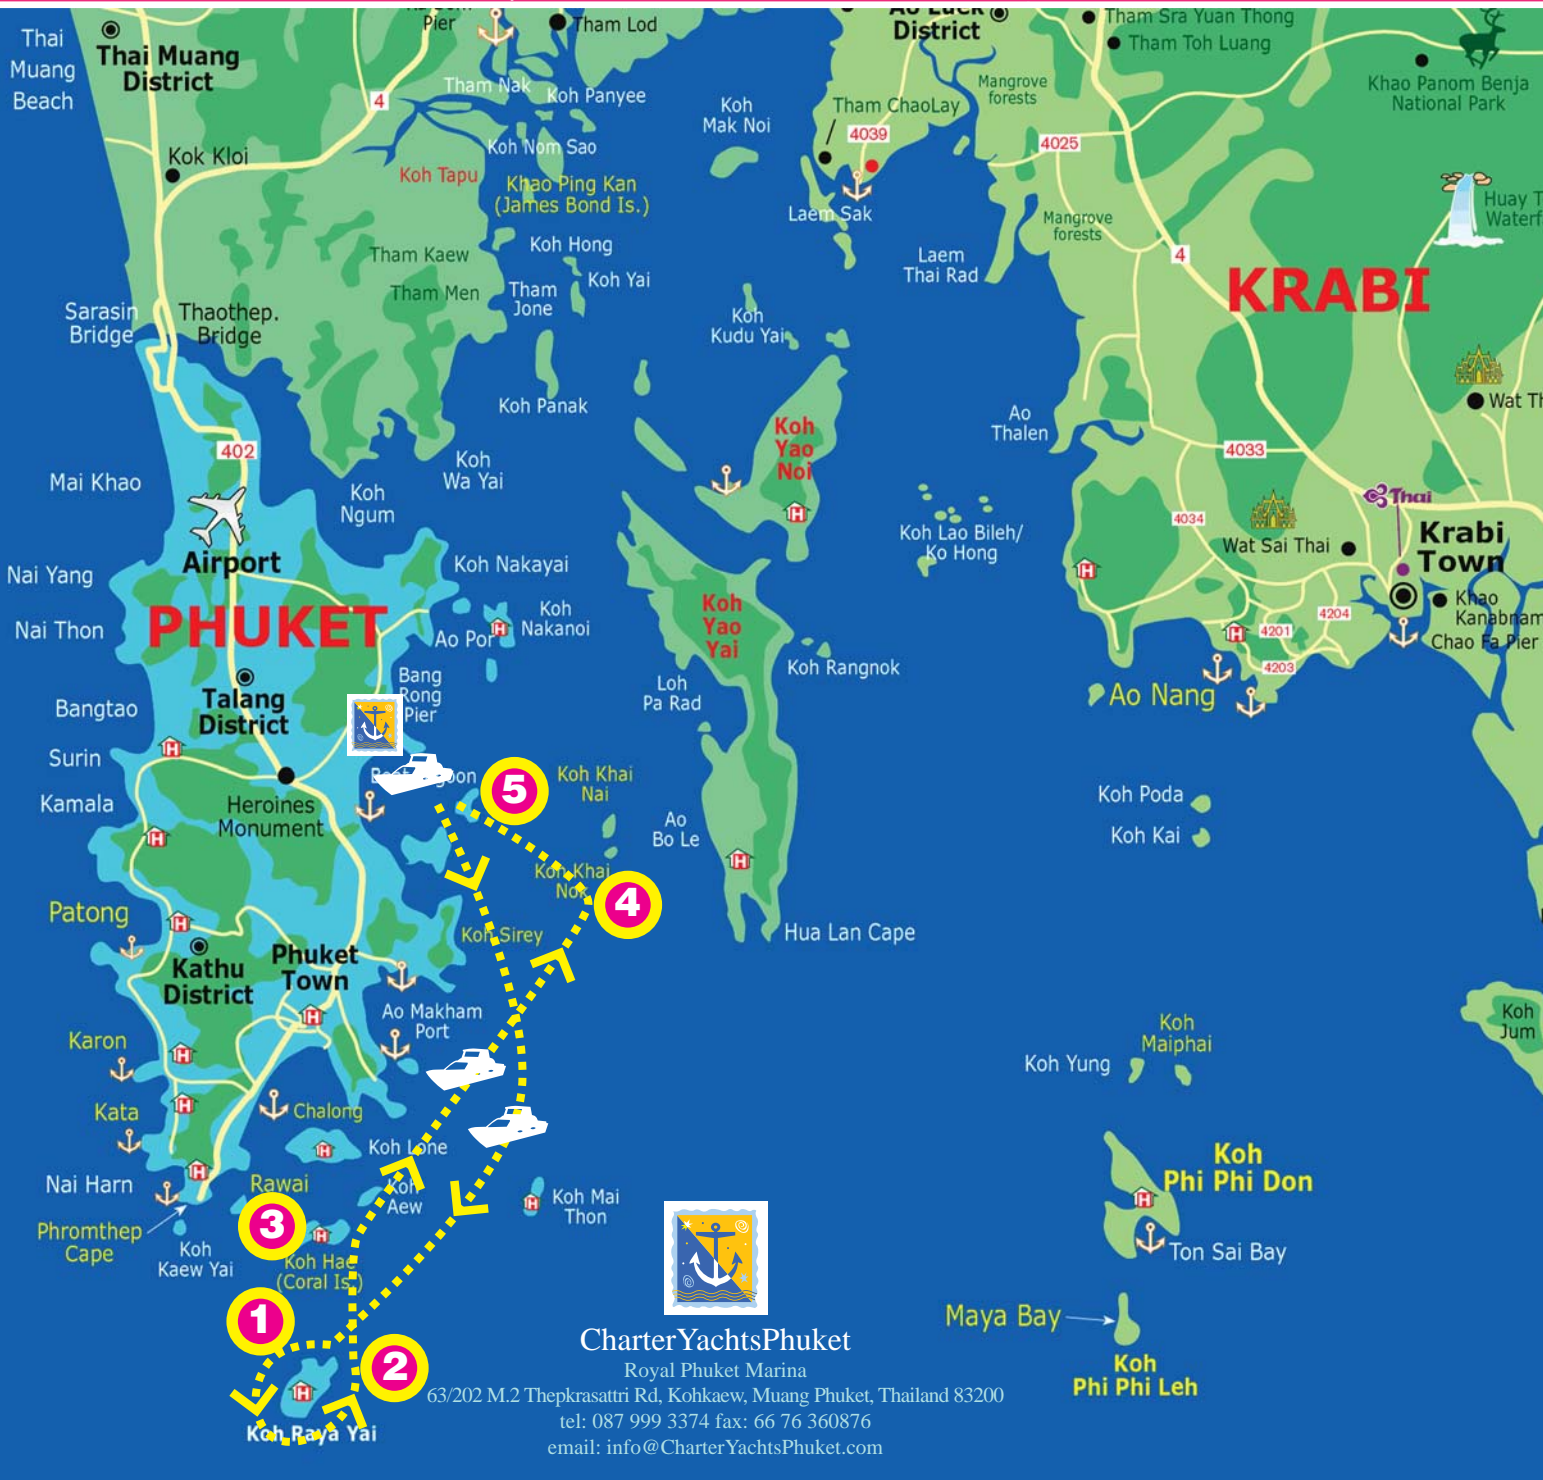 Thai
Muang
Beach
Thai Muang
District
Pier
Tham Lod
Ao Luek
District
Tham Sra Yuan Thong
Tham Toh Luang
Khao Panom Benja
National Park
4
Tham Nak
Koh Panyee
Koh
Mak Noi
Tham ChaoLay
4039
Mangrove
forests
4025
Kok Kloi
Koh Nom Sao
Koh Tapu
Khao Ping Kan
(James Bond Is.)
Laem Sak
Laem
Thai Rad
Mangrove
forests
4
Huay T
Waterf
KRABI
Tham Kaew
Koh Hong
Koh Yai
Tham Men
Tham
Jone
Sarasin
Bridge
Thaothep.
Bridge
Koh
Kudu Yai
Koh Panak
Koh
Yao
Noi
Ao
Thalen
Wat Th
402
4033
Mai Khao
Koh
Wa Yai
Koh
Ngum
Thai
4034
Wat Sai Thai
Krabi
Town
Koh Lao Bileh/
Ko Hong
Airport
Nai Yang
Koh Nakayai
Koh
Nakanoi
Koh
Yao
Yai
Khao
Kanabnam
Chao Fa Pier
4204
4201
4203
Nai Thon
PHUKET
Ao Por
Koh Rangnok
Loh
Pa Rad
Ao Nang
Bang
Rong
Pier
Talang
District
Bangtao
Surin
Kamala
Heroines
Monument
5
Koh Khai
Nai
Koh Poda
Koh Kai
Ao
Bo Le
Koh Khai
Nok
4
Patong
Koh Sirey
Hua Lan Cape
Kathu
District
Phuket
Town
Ao Makham
Port
Koh
Jum
Karon
Koh
Maiphai
Koh Yung
Kata
Chalong
Koh Lone
Koh
Phi Phi Don
Nai Harn
Rawai
Koh
Aew
Koh Mai
Thon
3
Phromthep
Cape
Koh
Kaew Yai
Koh Hae
(Coral Is.)
Ton Sai Bay
1
Maya Bay
2
Koh
Phi Phi Leh
Koh Raya Yai
CharterYachtsPhuket
Royal Phuket Marina
63/202 M.2 Thepkrasattri Rd, Kohkaew, Muang Phuket, Thailand 83200
tel: 087 999 3374 fax: 66 76 360876
email: info@CharterYachtsPhuket.com